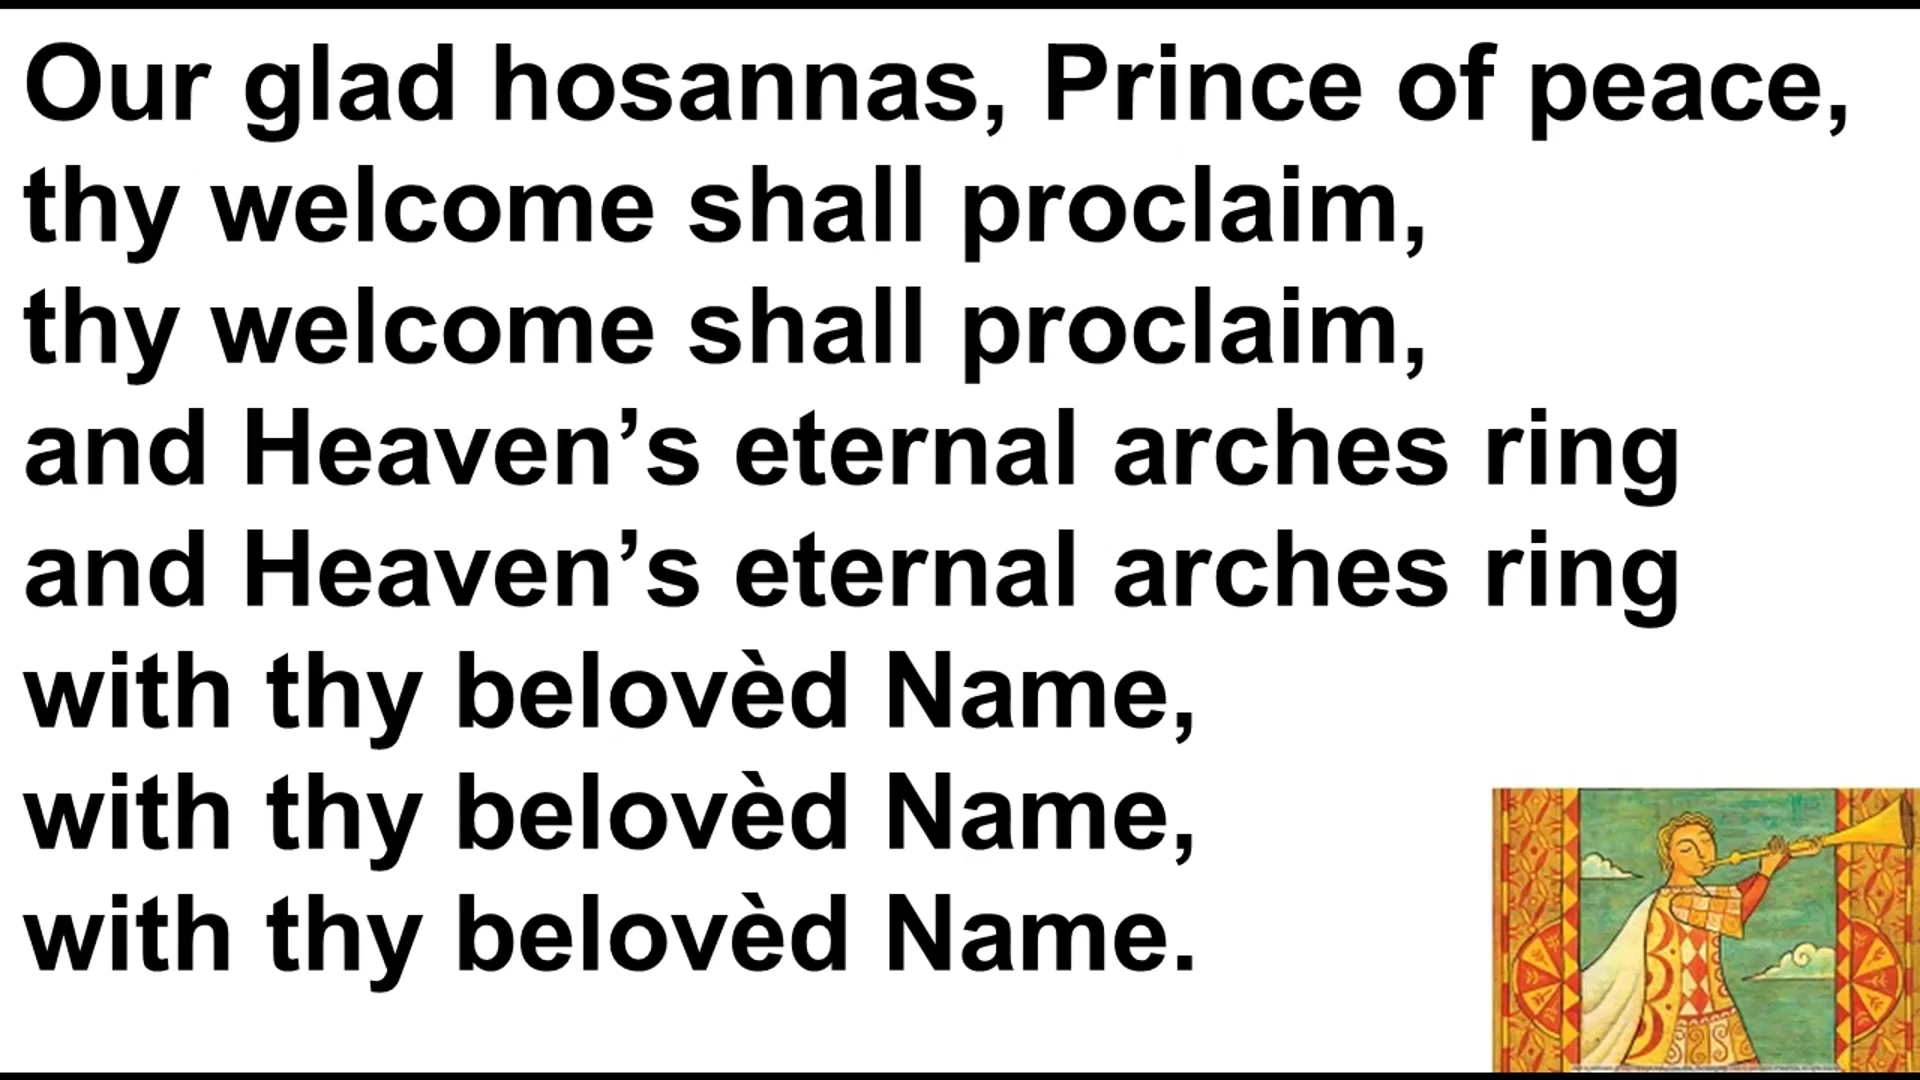 Our glad hosannas, Prince of peace,
thy welcome shall proclaim,
thy welcome shall proclaim,
and Heaven’s eternal arches ring
and Heaven’s eternal arches ring
with thy belovèd Name,
with thy belovèd Name,
with thy belovèd Name.